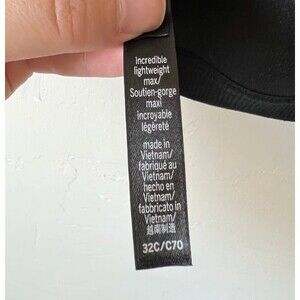 Incredible
lightweight
max/
Soutien-gorge
maxi
incroyable
légèreté
made in
Vietnam/
fabriqué au
Vietnam/
hecho en
Vietnam/
fabbricato in
Vietnam/
越南制造
32C/C70